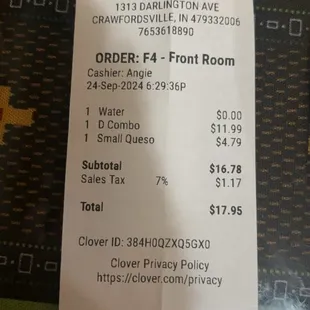 1313 DARLINGTON AVE
CRAWFORDSVILLE, IN 479332006
7653618890
ORDER: F4 - Front Room
Cashier: Angie
24-Sep-2024 6:29:36P
1 Water $0.00
1 D Combo $11.99
1 Small Queso $4.79
Subtotal $16.78
Sales Tax 7% $1.17
Total $17.95
Clover ID: 384H0QZXQ5GX0
Clover Privacy Policy
https://clover.com/privacy